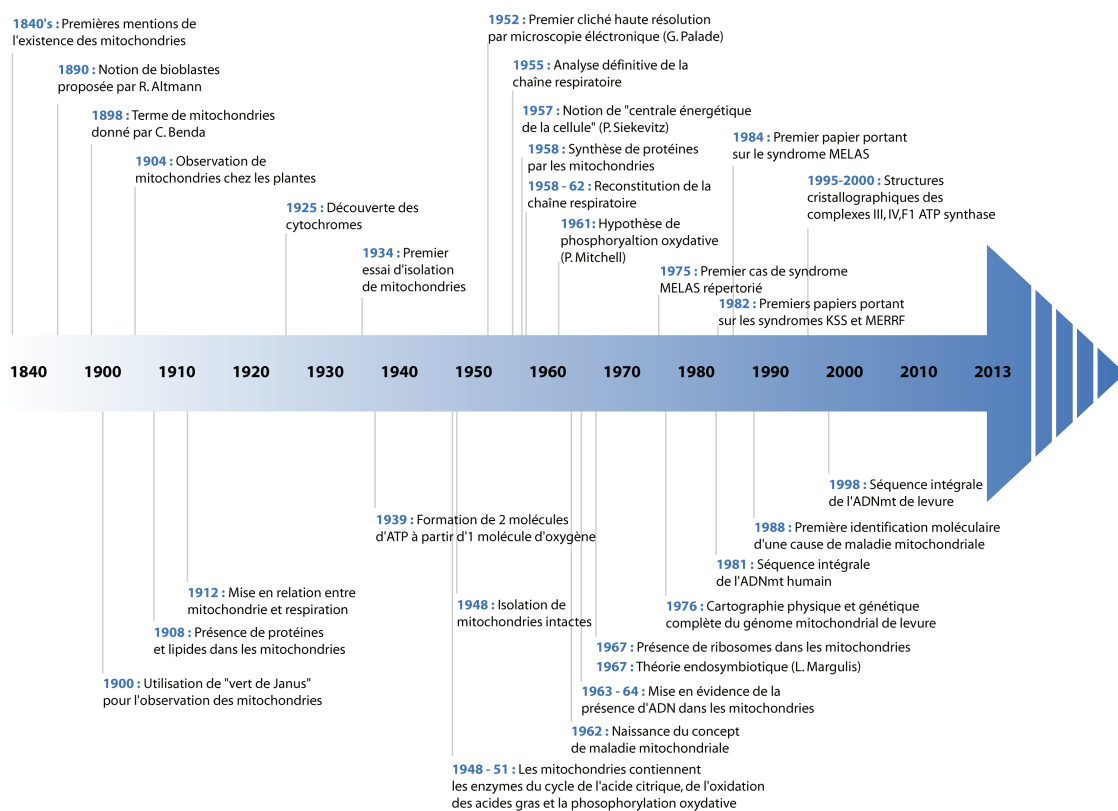 1840's : Premières mentions de
l'existence des mitochondries
1890 : Notion de bioblastes
proposée par R. Altmann
1898 : Terme de mitochondries
donné par C. Benda
1904 : Observation de
mitochondries chez les plantes
1925 : Découverte des
cytochromes
1934 : Premier
essai d'isolation
de mitochondries
1952 : Premier cliché haute résolution
par microscopie éléctronique (G. Palade)
1955 : Analyse définitive de la
chaîne respiratoire
1957 : Notion de "centrale énergétique
de la cellule" (P. Siekevitz)
1958 : Synthèse de protéines
par les mitochondries
1958 - 62 : Reconstitution de la
chaîne respiratoire
1961: Hypothèse de
phosphoryaltion oxydative
(P. Mitchell)
1975 : Premier cas de syndrome
MELAS répertorié
1982 : Premiers papiers portant
sur les syndromes KSS et MERRF
1984 : Premier papier portant
sur le syndrome MELAS
1995-2000 : Structures
cristallographiques des
complexes III, IV,F1 ATP synthase
1840 1900 1910 1920 1930 1940 1950 1960 1970 1980 1990 2000 2010 2013
1900 : Utilisation de "vert de Janus"
pour l'observation des mitochondries
1908 : Présence de protéines
et lipides dans les mitochondries
1912 : Mise en relation entre
mitochondrie et respiration
1939 : Formation de 2 molécules
d'ATP à partir d'1 molécule d'oxygène
1948 - 51 : Les mitochondries contiennent
les enzymes du cycle de l'acide citrique, de l'oxidation
des acides gras et la phosophorylation oxydative
1948 : Isolation de
mitochondries intactes
1962 : Naissance du concept
de maladie mitochondriale
1963 - 64 : Mise en évidence de la
présence d'ADN dans les mitochondries
1967 : Présence de ribosomes dans les mitochondries
1967 : Théorie endosymbiotique (L. Margulis)
1976 : Cartographie physique et génétique
complète du génome mitochondrial de levure
1981 : Séquence intégrale
de l'ADNmt humain
1988 : Première identification moléculaire
d'une cause de maladie mitochondriale
1998 : Séquence intégrale
de l'ADNmt de levure